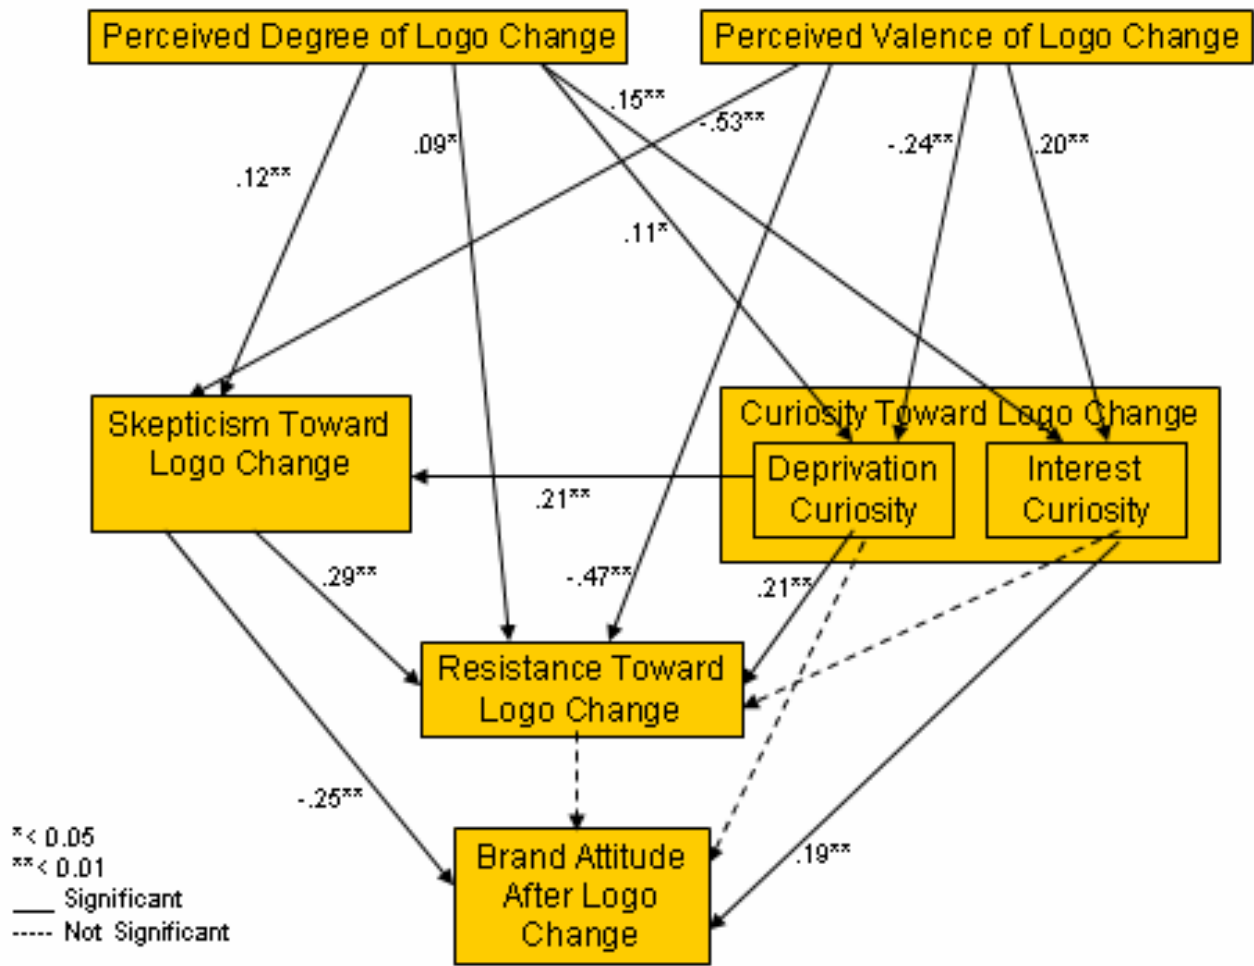 Perceived Degree of Logo Change
Perceived Valence of Logo Change
.15**
-.53**
.09*
-.24**
.20**
.12**
.11*
Skepticism Toward
Logo Change
Curiosity Toward Logo Change
Deprivation
Curiosity
Interest
Curiosity
.21**
.29**
-.47**
.21**
Resistance Toward
Logo Change
-.25**
.19**
Brand Attitude
After Logo
Change
*< 0.05
**< 0.01
Significant
Not Significant